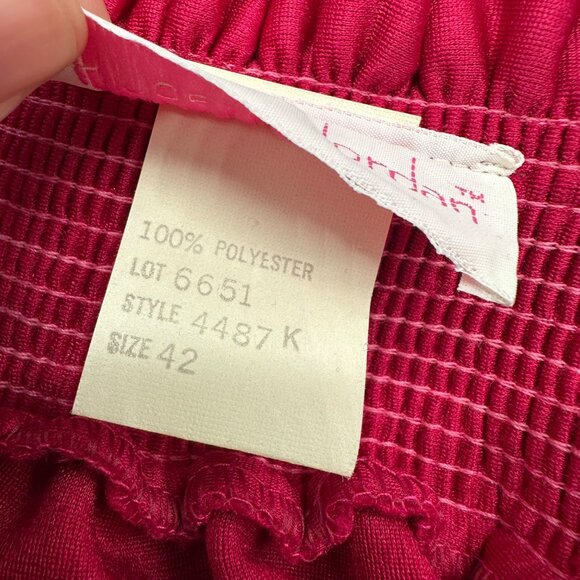 Jordan™
100% POLYESTER
LOT 6651
STYLE 4487 K
SIZE 42